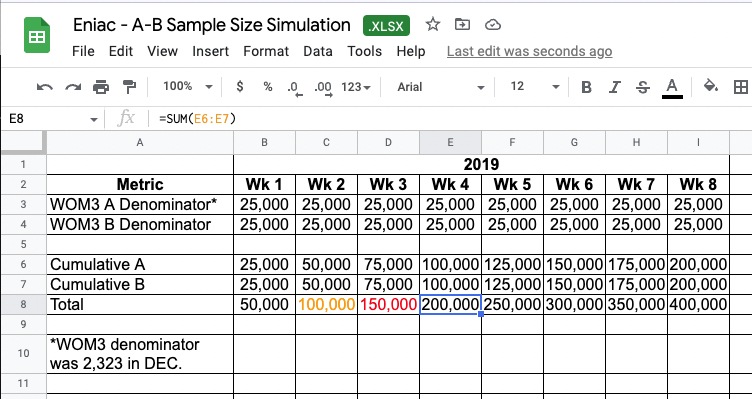 Eniac - A-B Sample Size Simulation .XLSX
File Edit View Insert Format Data Tools Help Last edit was seconds ago
100% $ % .0 .00 123 Arial 12 B I S A
E8 fx =SUM(E6:E7)
A B C D E F G H I
1 2019
2 Metric Wk 1 Wk 2 Wk 3 Wk 4 Wk 5 Wk 6 Wk 7 Wk 8
3 WOM3 A Denominator* 25,000 25,000 25,000 25,000 25,000 25,000 25,000 25,000
4 WOM3 B Denominator 25,000 25,000 25,000 25,000 25,000 25,000 25,000 25,000
5
6 Cumulative A 25,000 50,000 75,000 100,000 125,000 150,000 175,000 200,000
7 Cumulative B 25,000 50,000 75,000 100,000 125,000 150,000 175,000 200,000
8 Total 50,000 100,000 150,000 200,000 250,000 300,000 350,000 400,000
9
10 *WOM3 denominator
was 2,323 in DEC.
11